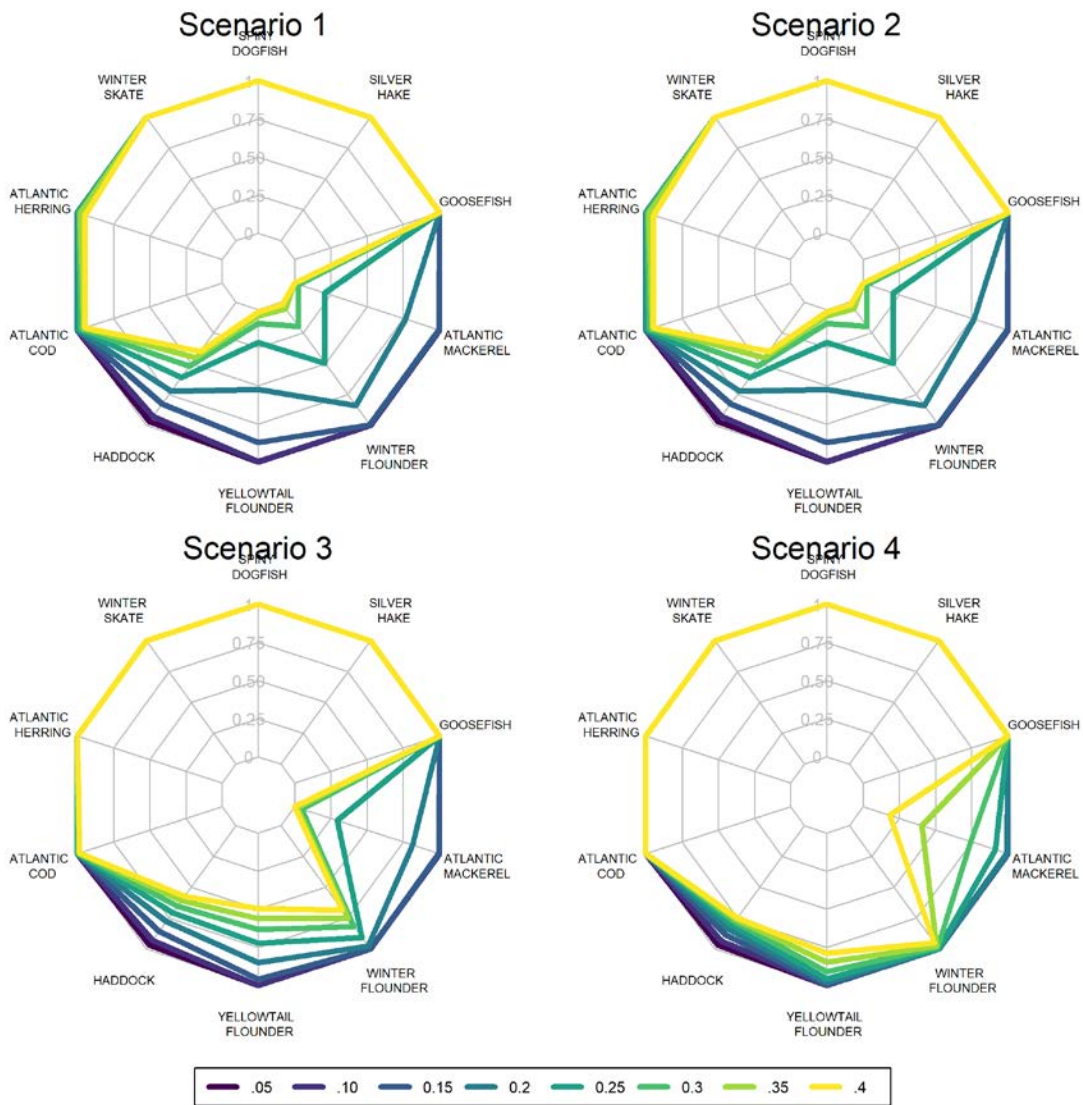 Scenario 1
SPINY
DOGFISH
WINTER
SKATE
SILVER
HAKE
1
0.75
0.50
0.25
0
ATLANTIC
HERRING
GOOSEFISH
ATLANTIC
COD
ATLANTIC
MACKEREL
HADDOCK
WINTER
FLOUNDER
YELLOWTAIL
FLOUNDER
Scenario 2
SPINY
DOGFISH
WINTER
SKATE
SILVER
HAKE
1
0.75
0.50
0.25
0
ATLANTIC
HERRING
GOOSEFISH
ATLANTIC
COD
ATLANTIC
MACKEREL
HADDOCK
WINTER
FLOUNDER
YELLOWTAIL
FLOUNDER
Scenario 3
SPINY
DOGFISH
WINTER
SKATE
SILVER
HAKE
1
0.75
0.50
0.25
0
ATLANTIC
HERRING
GOOSEFISH
ATLANTIC
COD
ATLANTIC
MACKEREL
HADDOCK
WINTER
FLOUNDER
YELLOWTAIL
FLOUNDER
Scenario 4
SPINY
DOGFISH
WINTER
SKATE
SILVER
HAKE
1
0.75
0.50
0.25
0
ATLANTIC
HERRING
GOOSEFISH
ATLANTIC
COD
ATLANTIC
MACKEREL
HADDOCK
WINTER
FLOUNDER
YELLOWTAIL
FLOUNDER
.05 .10 0.15 0.2 0.25 0.3 .35 .4